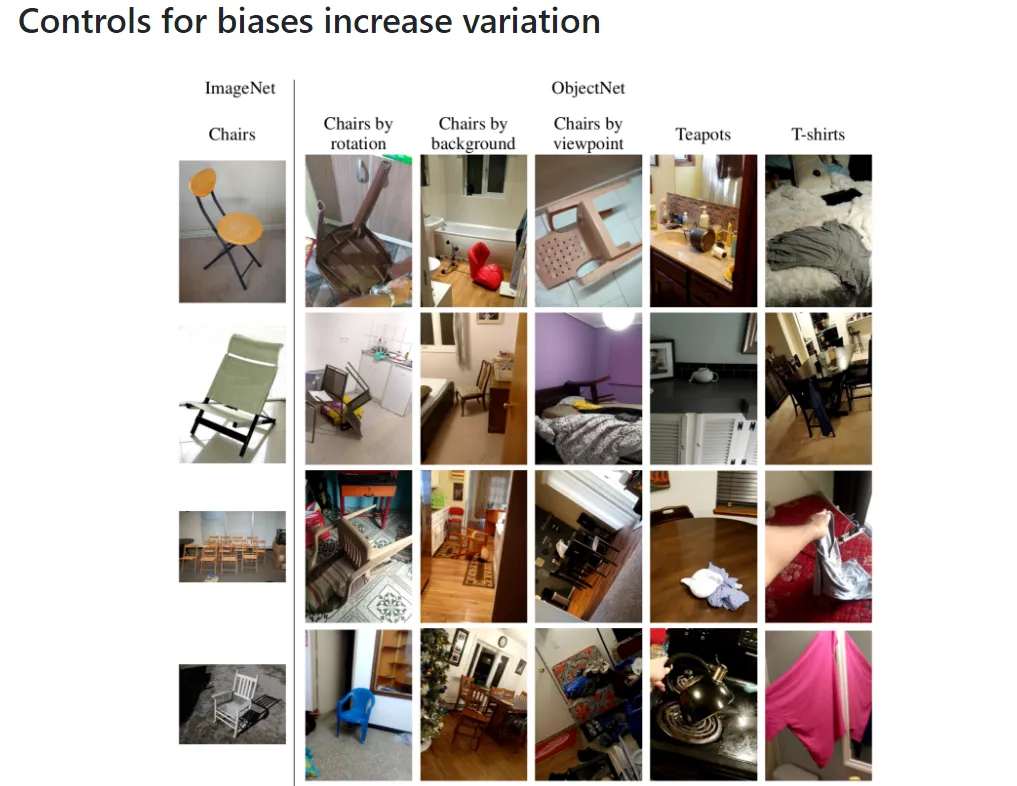 Controls for biases increase variation
ImageNet
ObjectNet
Chairs
Chairs by
rotation
Chairs by
background
Chairs by
viewpoint
Teapots
T-shirts